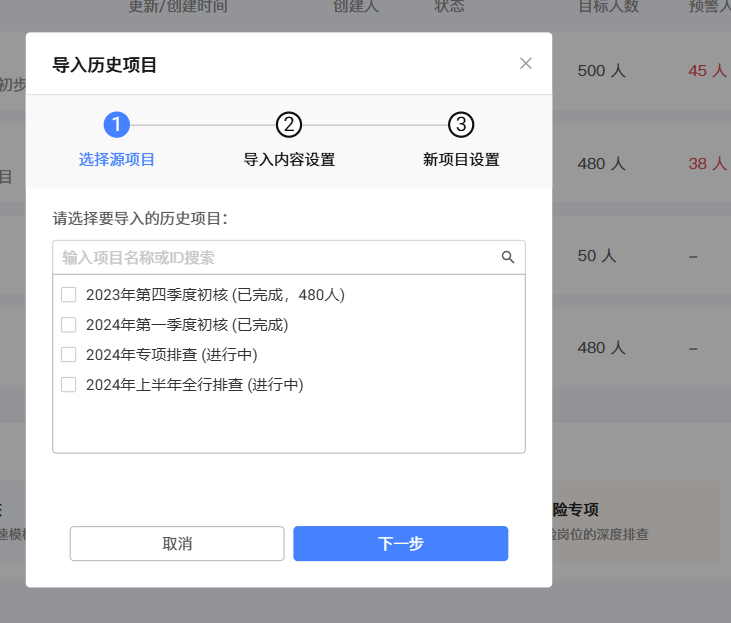 更新/创建时间 创建人 状态 目标人数 预警人
导入历史项目
初步
500 人 45 人
1 2 3
选择源项目 导入内容设置 新项目设置
目
480 人 38 人
请选择要导入的历史项目:
输入项目名称或ID搜索
50 人 –
2023年第四季度初核 (已完成，480人)
2024年第一季度初核 (已完成)
2024年专项排查 (进行中)
2024年上半年全行排查 (进行中)
480 人 –
险专项
速模
岗位的深度排查
取消 下一步